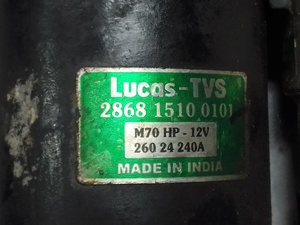 Lucas-TVS
2868 1510 0101
M70 HP - 12V
260 24 240A
MADE IN INDIA